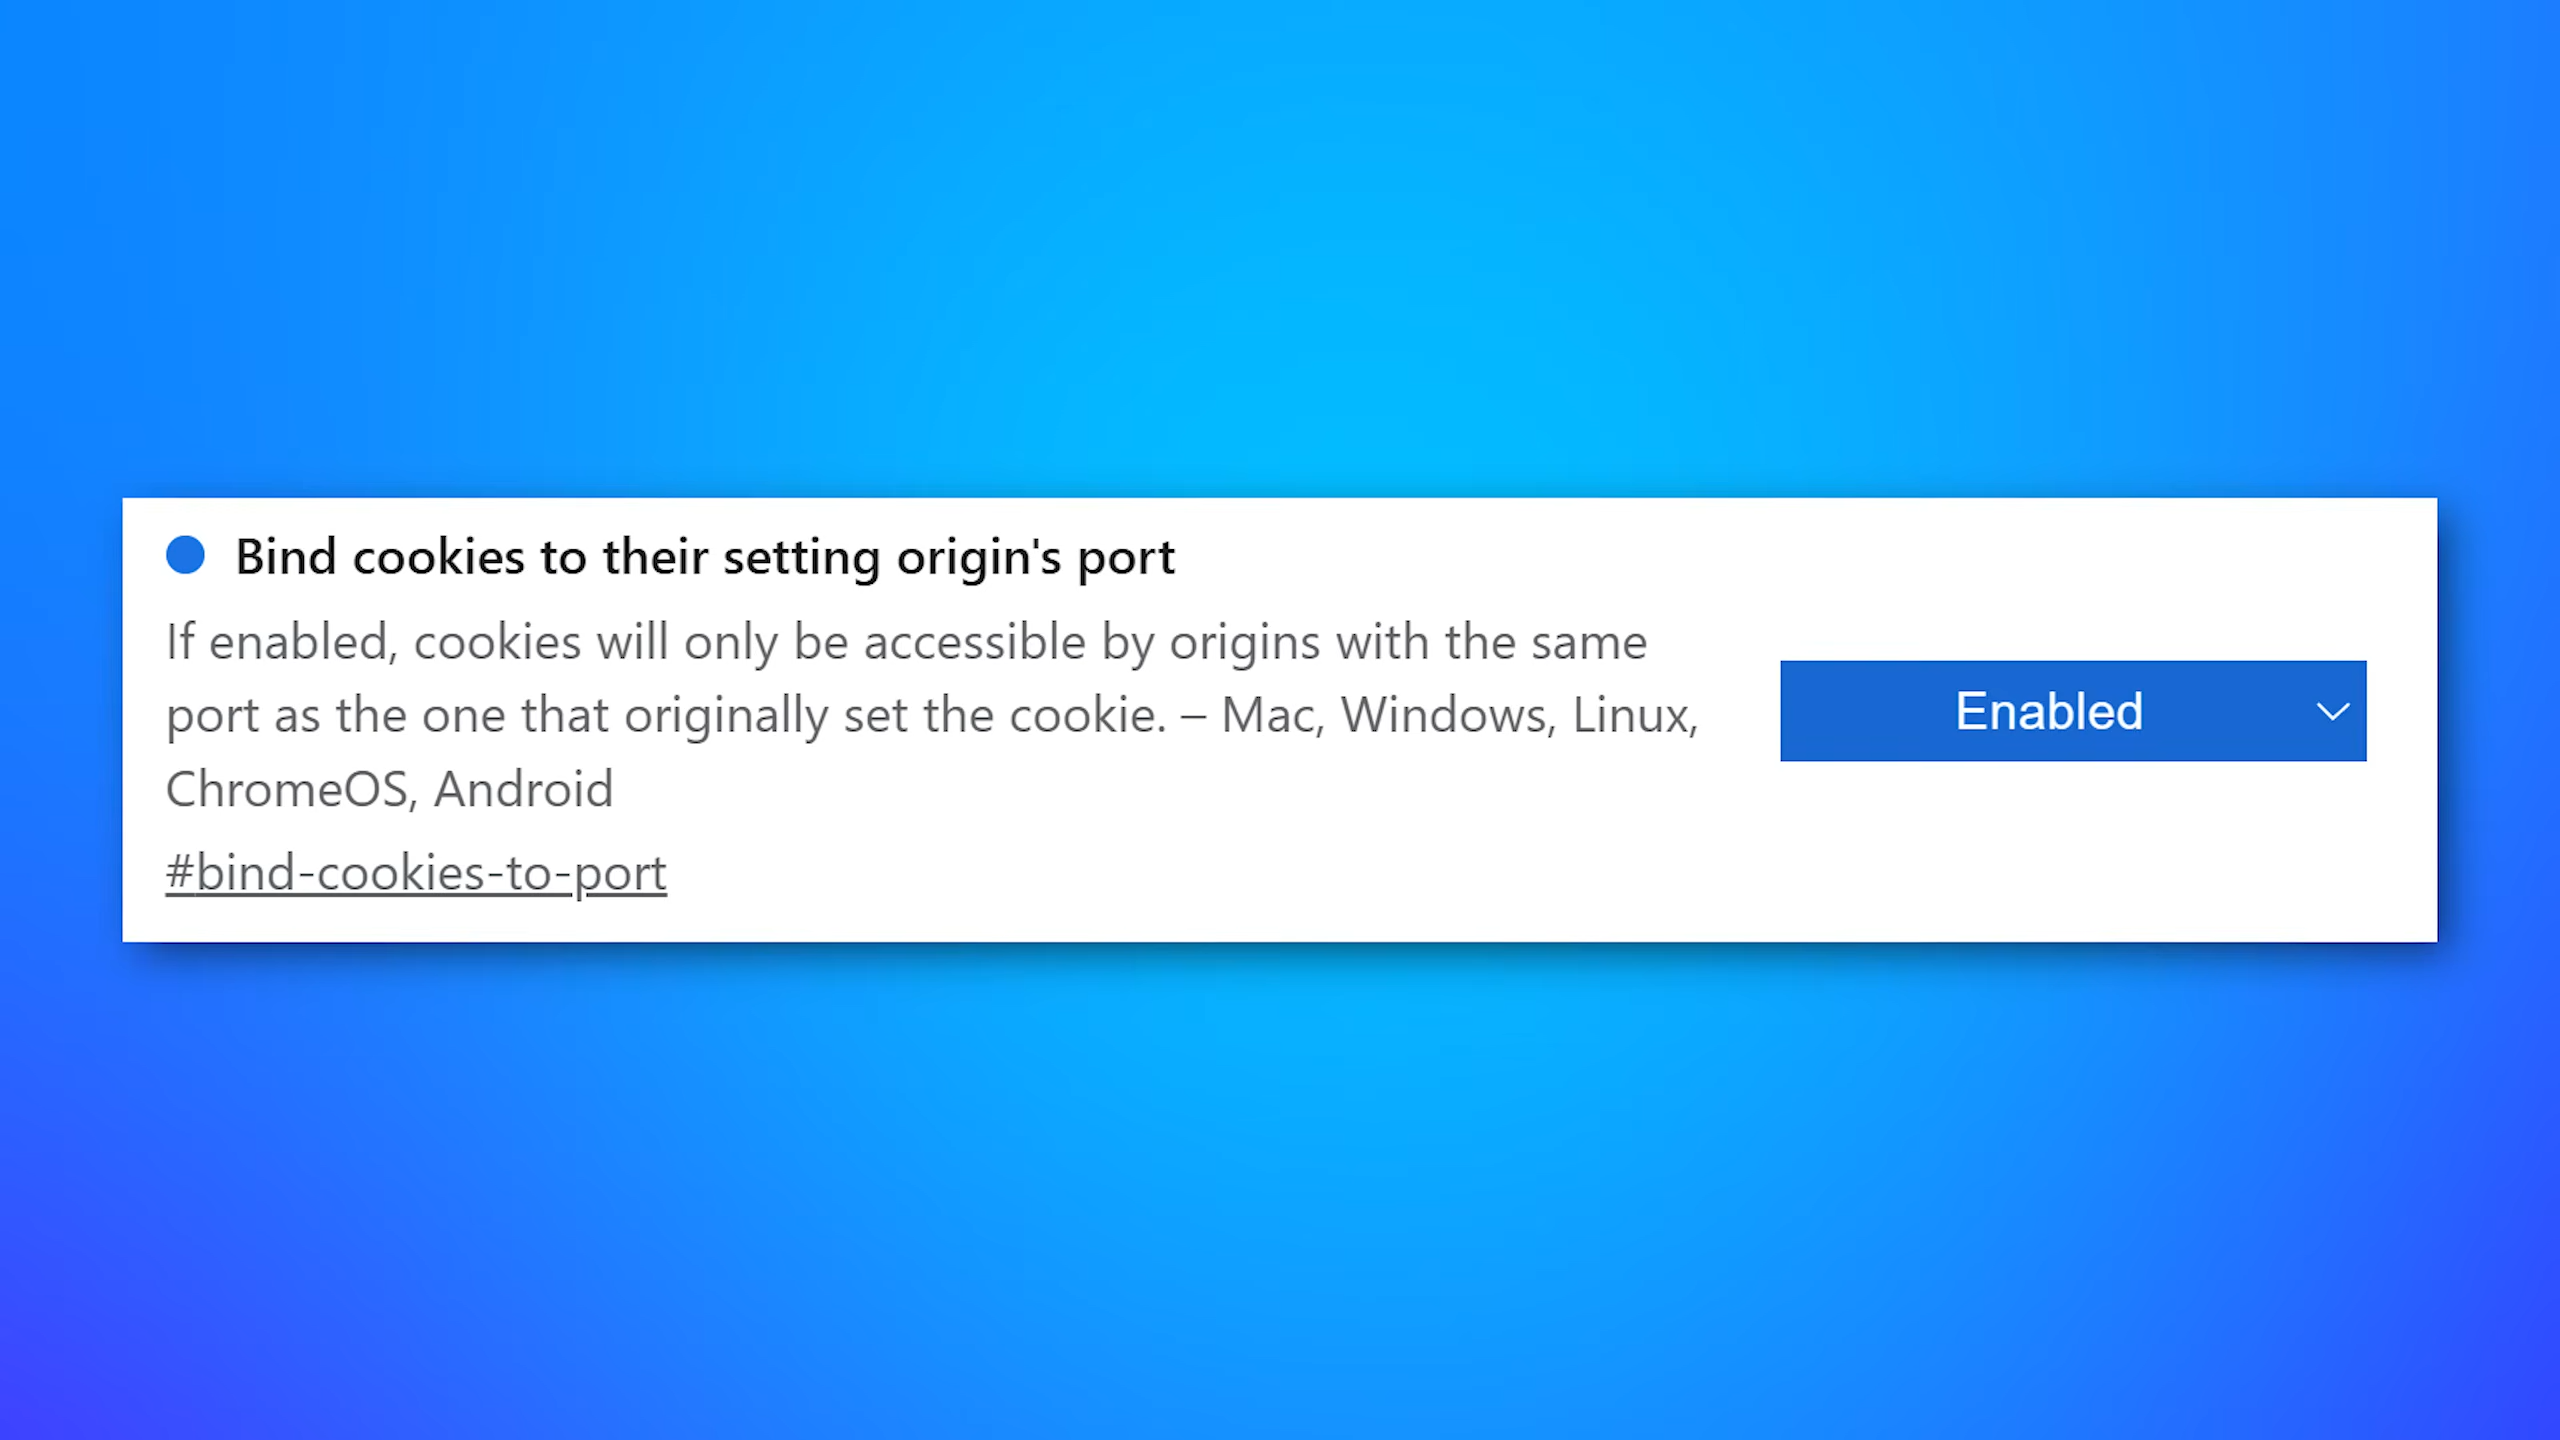 Bind cookies to their setting origin's port
If enabled, cookies will only be accessible by origins with the same
port as the one that originally set the cookie. – Mac, Windows, Linux,
ChromeOS, Android
#bind-cookies-to-port
Enabled